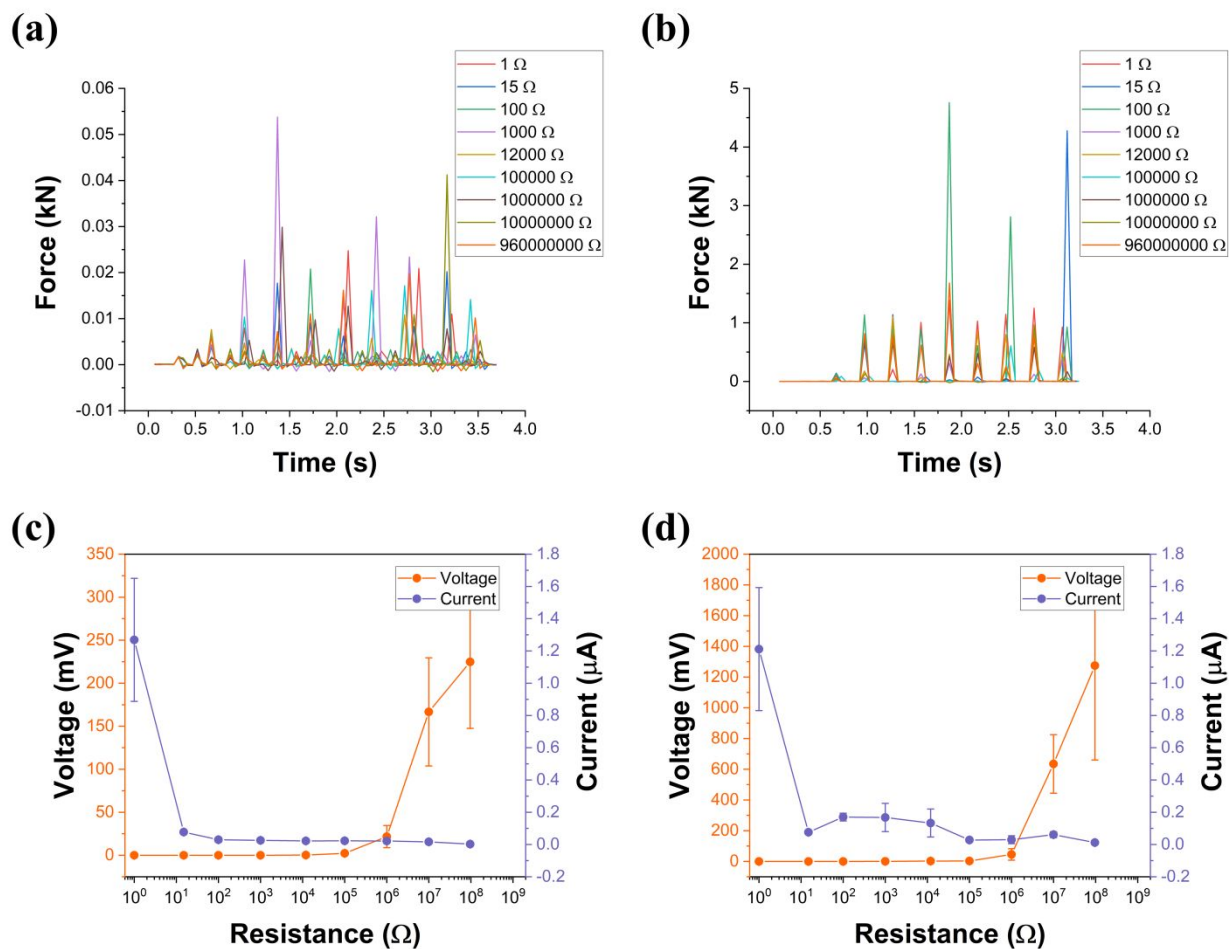 (a)
Force (kN)
0.06
0.05
0.04
0.03
0.02
0.01
0.00
-0.01
1 Ω
15 Ω
100 Ω
1000 Ω
12000 Ω
100000 Ω
1000000 Ω
10000000 Ω
960000000 Ω
0.0 0.5 1.0 1.5 2.0 2.5 3.0 3.5 4.0
Time (s)
(b)
Force (kN)
5
4
3
2
1
0
1 Ω
15 Ω
100 Ω
1000 Ω
12000 Ω
100000 Ω
1000000 Ω
10000000 Ω
960000000 Ω
0.0 0.5 1.0 1.5 2.0 2.5 3.0 3.5 4.0
Time (s)
(c)
Voltage (mV)
350
300
250
200
150
100
50
0
Voltage
Current
1.8
1.6
1.4
1.2
1.0
0.8
0.6
0.4
0.2
0.0
-0.2
Current (μA)
10⁰ 10¹ 10² 10³ 10⁴ 10⁵ 10⁶ 10⁷ 10⁸ 10⁹
Resistance (Ω)
(d)
Voltage (mV)
2000
1800
1600
1400
1200
1000
800
600
400
200
0
Voltage
Current
1.8
1.6
1.4
1.2
1.0
0.8
0.6
0.4
0.2
0.0
-0.2
Current (μA)
10⁰ 10¹ 10² 10³ 10⁴ 10⁵ 10⁶ 10⁷ 10⁸ 10⁹
Resistance (Ω)